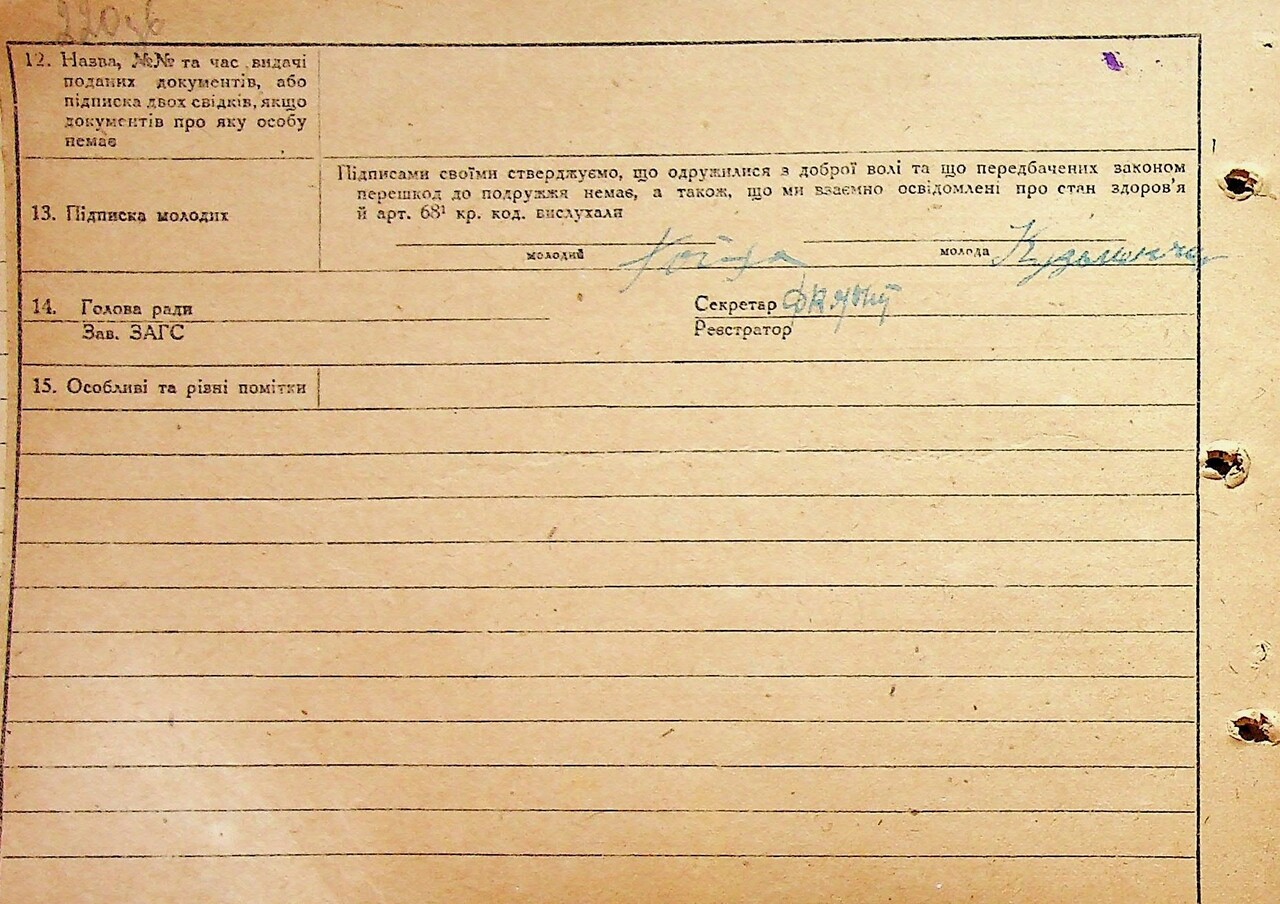 220зв
12. Назва, №№ та час видачі
поданих документів, або
підписка двох свідків, якщо
документів про яку особу
немає
13. Підписка молодих
Підписами своїми стверджуємо, що одружилися з доброї волі та що передбачених законом
перешкод до подружжя немає, а також, що ми взаємно освідомлені про стан здоров'я
й арт. 68¹ кр. код. вислухали
молодий
молода
14. Голова ради
Секретар
Зав. ЗАГС
Реєстратор
15. Особливі та різні помітки